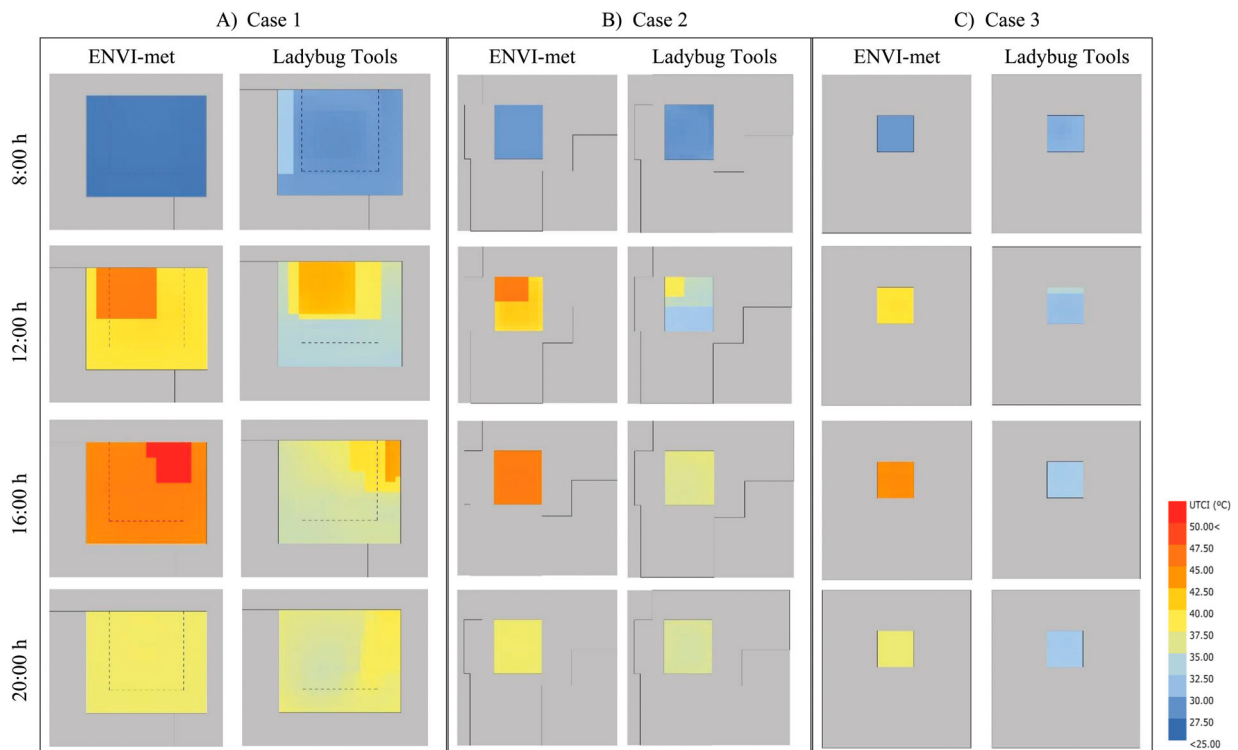 A) Case 1
B) Case 2
C) Case 3
ENVI-met
Ladybug Tools
ENVI-met
Ladybug Tools
ENVI-met
Ladybug Tools
8:00 h
12:00 h
16:00 h
20:00 h
UTCI (ºC)
50.00<
47.50
45.00
42.50
40.00
37.50
35.00
32.50
30.00
27.50
<25.00